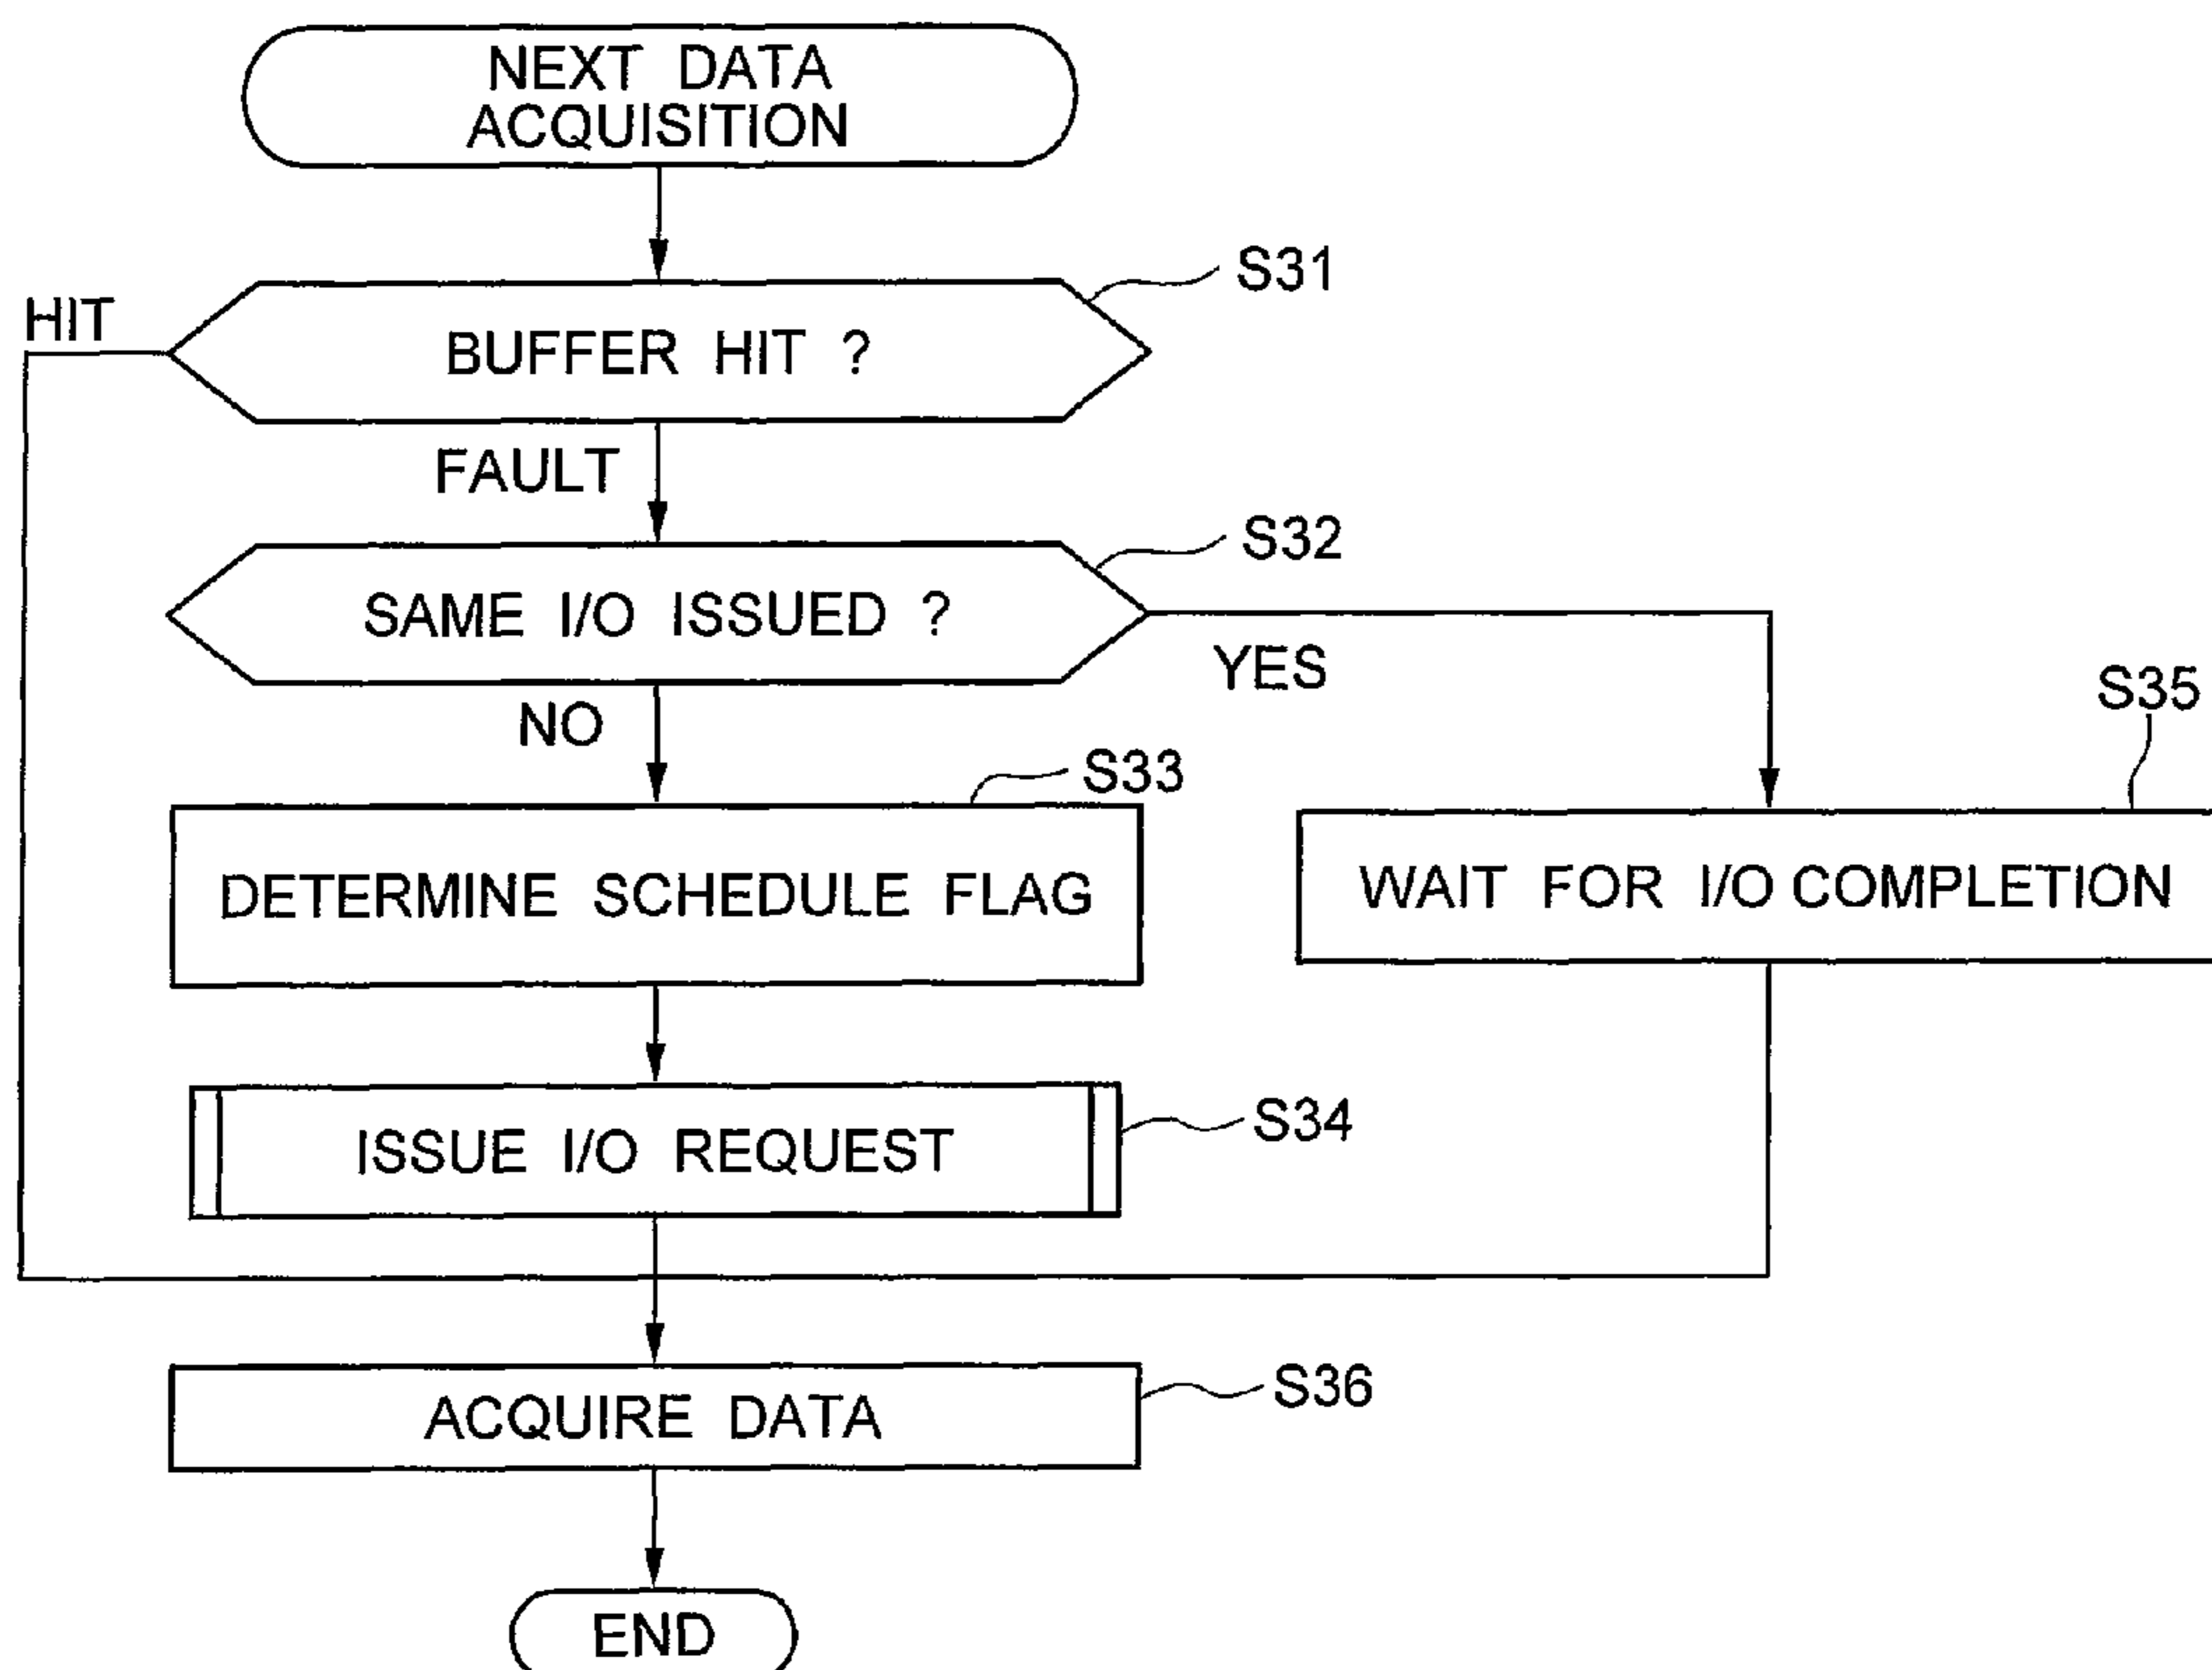 NEXT DATA
ACQUISITION
S31
HIT
BUFFER HIT ?
FAULT
S32
SAME I/O ISSUED ?
YES
NO
S35
S33
DETERMINE SCHEDULE FLAG
WAIT FOR I/O COMPLETION
S34
ISSUE I/O REQUEST
S36
ACQUIRE DATA
END